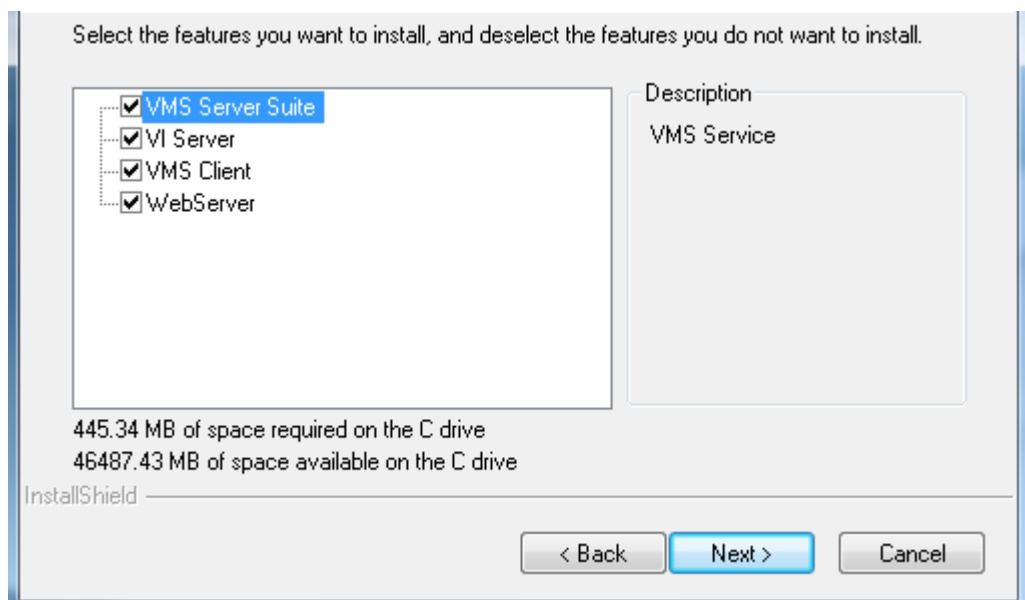 Select the features you want to install, and deselect the features you do not want to install.
VMS Server Suite
VI Server
VMS Client
WebServer
Description
VMS Service
445.34 MB of space required on the C drive
46487.43 MB of space available on the C drive
InstallShield
< Back
Next >
Cancel